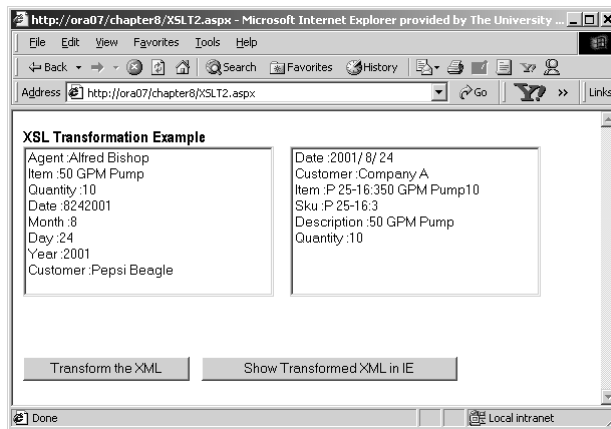 http://ora07/chapter8/XSLT2.aspx - Microsoft Internet Explorer provided by The University ...
File Edit View Favorites Tools Help
Back Search Favorites History
Address http://ora07/chapter8/XSLT2.aspx Go Links
XSL Transformation Example
Agent :Alfred Bishop
Item :50 GPM Pump
Quantity :10
Date :8242001
Month :8
Day :24
Year :2001
Customer :Pepsi Beagle
Date :2001/ 8/ 24
Customer :Company A
Item :P 25-16:350 GPM Pump10
Sku :P 25-16:3
Description :50 GPM Pump
Quantity :10
Transform the XML Show Transformed XML in IE
Done Local intranet